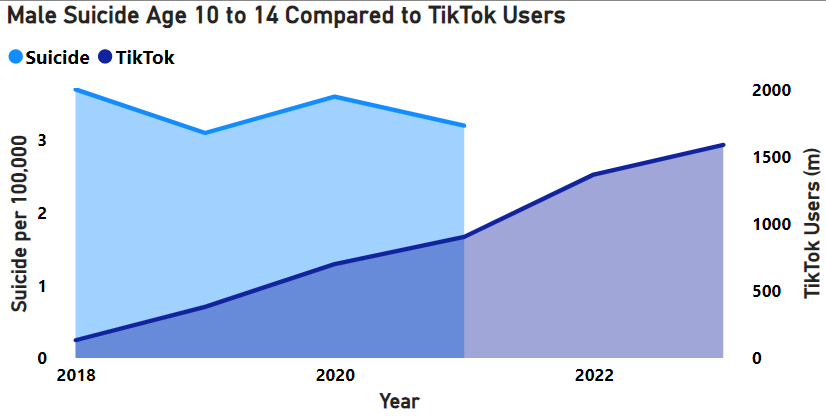 Male Suicide Age 10 to 14 Compared to TikTok Users
Suicide TikTok
Suicide per 100,000
3
2
1
0
2000
1500
1000
500
0
TikTok Users (m)
2018 2020 2022
Year